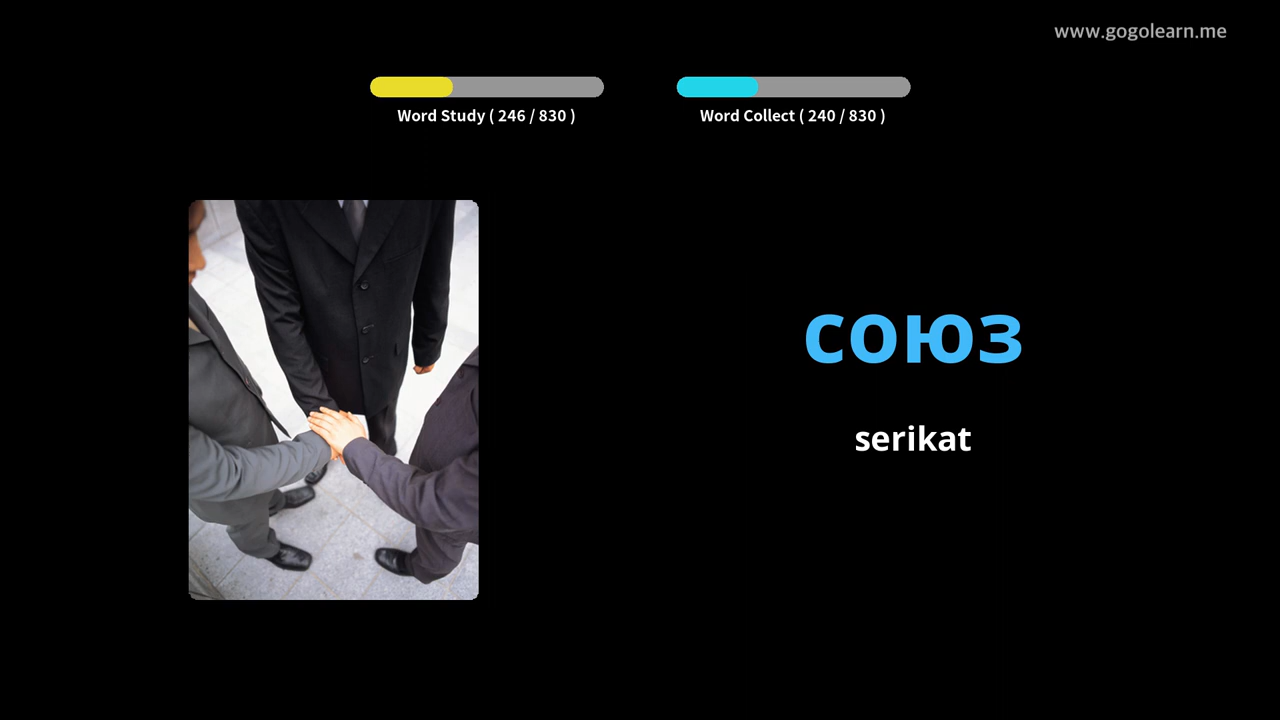 www.gogolearn.me
Word Study ( 246 / 830 )
Word Collect ( 240 / 830 )
союз
serikat